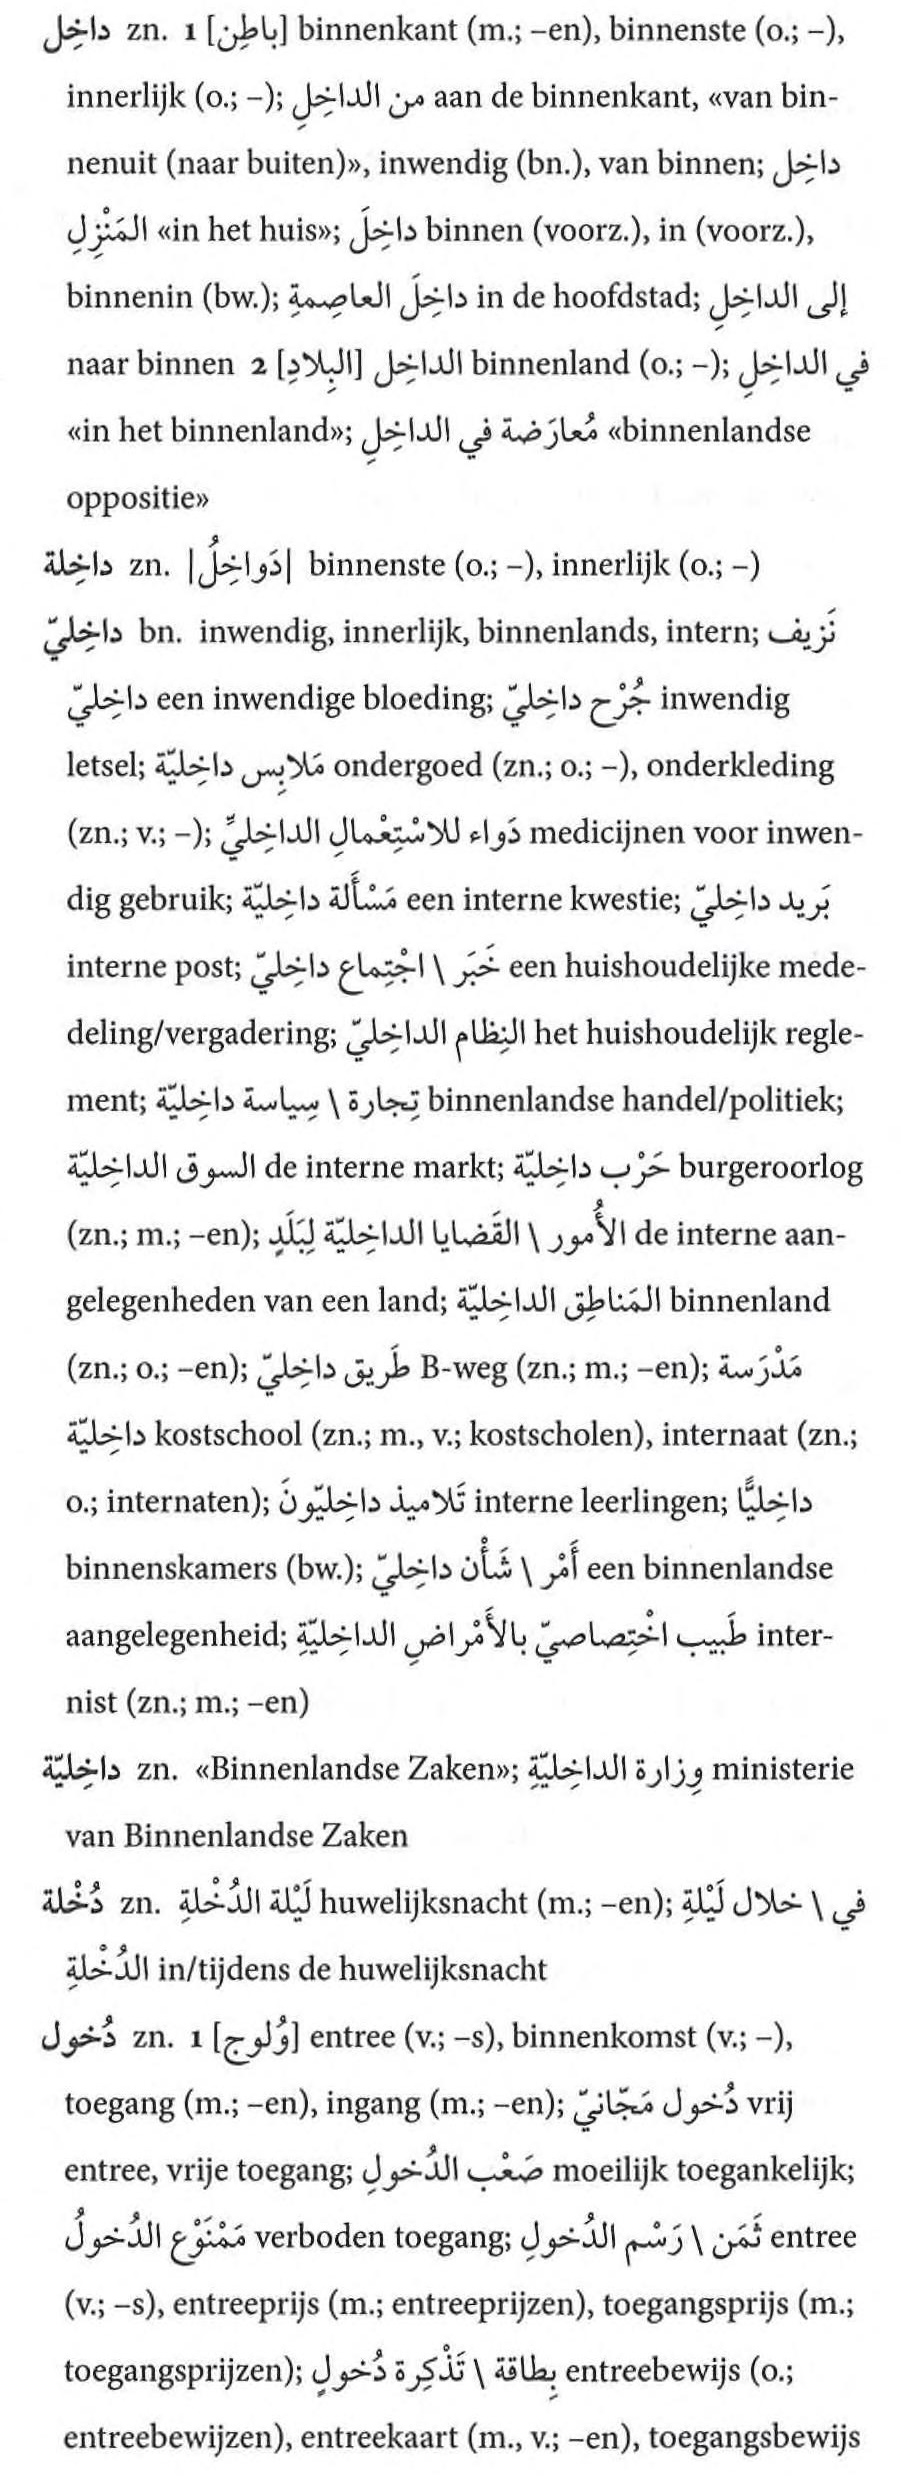 داخِل zn. 1 [باطِن] binnenkant (m.; –en), binnenste (o.; –),
innerlijk (o.; –); من الداخِلِ aan de binnenkant, «van bin-
nenuit (naar buiten)», inwendig (bn.), van binnen; داخِل
المَنْزِلِ «in het huis»; داخِلَ binnen (voorz.), in (voorz.),
binnenin (bw.); داخِلَ العاصِمةِ in de hoofdstad; إلى الداخِلِ
naar binnen 2 الداخِل [البِلادِ] binnenland (o.; –); في الداخِلِ
«in het binnenland»; مُعارَضة في الداخِلِ «binnenlandse
oppositie»
داخِلة zn. |دَواخِلُ| binnenste (o.; –), innerlijk (o.; –)
داخِليّ bn. inwendig, innerlijk, binnenlands, intern; نَزيف
داخِليّ een inwendige bloeding; جُرْح داخِليّ inwendig
letsel; مَلابِس داخِليّة ondergoed (zn.; o.; –), onderkleding
(zn.; v.; –); دَواء للاسْتِعْمالِ الداخِليِّ medicijnen voor inwen-
dig gebruik; مَسْأَلة داخِليّة een interne kwestie; بَريد داخِليّ
interne post; خَبَر \ اجْتِماع داخِليّ een huishoudelijke mede-
deling/vergadering; النِظام الداخِليّ het huishoudelijk regle-
ment; تِجارة \ سِياسة داخِليّة binnenlandse handel/politiek;
السوق الداخِليّة de interne markt; حَرْب داخِليّة burgeroorlog
(zn.; m.; –en); الأُمور \ القَضايا الداخِليّة لِبَلَدٍ de interne aan-
gelegenheden van een land; المَناطِق الداخِليّة binnenland
(zn.; o.; –en); طَريق داخِليّ B-weg (zn.; m.; –en); مَدْرَسة
داخِليّة kostschool (zn.; m., v.; kostscholen), internaat (zn.;
o.; internaten); تَلاميذ داخِليّونَ interne leerlingen; داخِليًّا
binnenskamers (bw.); أَمْر \ شَأْن داخِليّ een binnenlandse
aangelegenheid; طَبيب اخْتِصاصيّ بالأَمْراضِ الداخِليّةِ inter-
nist (zn.; m.; –en)
داخِليّة zn. «Binnenlandse Zaken»; وِزارة الداخِليّةِ ministerie
van Binnenlandse Zaken
دُخْلة zn. لَيْلة الدُخْلةِ huwelijksnacht (m.; –en); في \ خلال لَيْلةِ
الدُخْلةِ in/tijdens de huwelijksnacht
دُخول zn. 1 [وُلوج] entree (v.; –s), binnenkomst (v.; –),
toegang (m.; –en), ingang (m.; –en); دُخول مَجّانيّ vrij
entree, vrije toegang; صَعْب الدُخولِ moeilijk toegankelijk;
مَمْنَوْع الدُخولُ verboden toegang; ثَمَن \ رَسْم الدُخولِ entree
(v.; –s), entreeprijs (m.; entreeprijzen), toegangsprijs (m.;
toegangsprijzen); بِطاقة \ تَذْكِرة دُخولٍ entreebewijs (o.;
entreebewijzen), entreekaart (m., v.; –en), toegangsbewijs